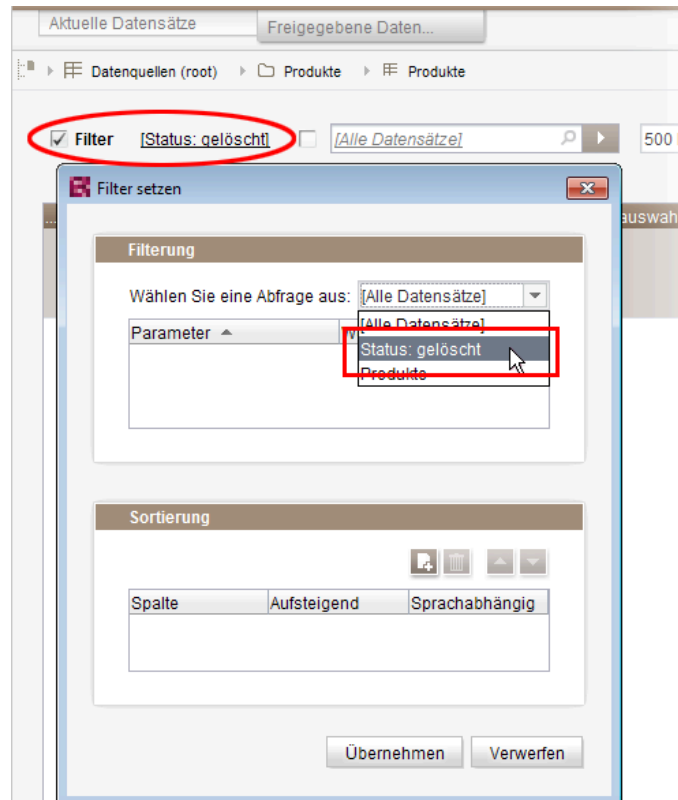 Aktuelle Datensätze
Freigegebene Daten...
Datenquellen (root) Produkte Produkte
Filter [Status: gelöscht] [Alle Datensätze] 500
Filter setzen
...
auswah
Filterung
Wählen Sie eine Abfrage aus: [Alle Datensätze]
[Alle Datensätze]
Parameter W
Status: gelöscht
Produkte
Sortierung
Spalte Aufsteigend Sprachabhängig
Übernehmen Verwerfen